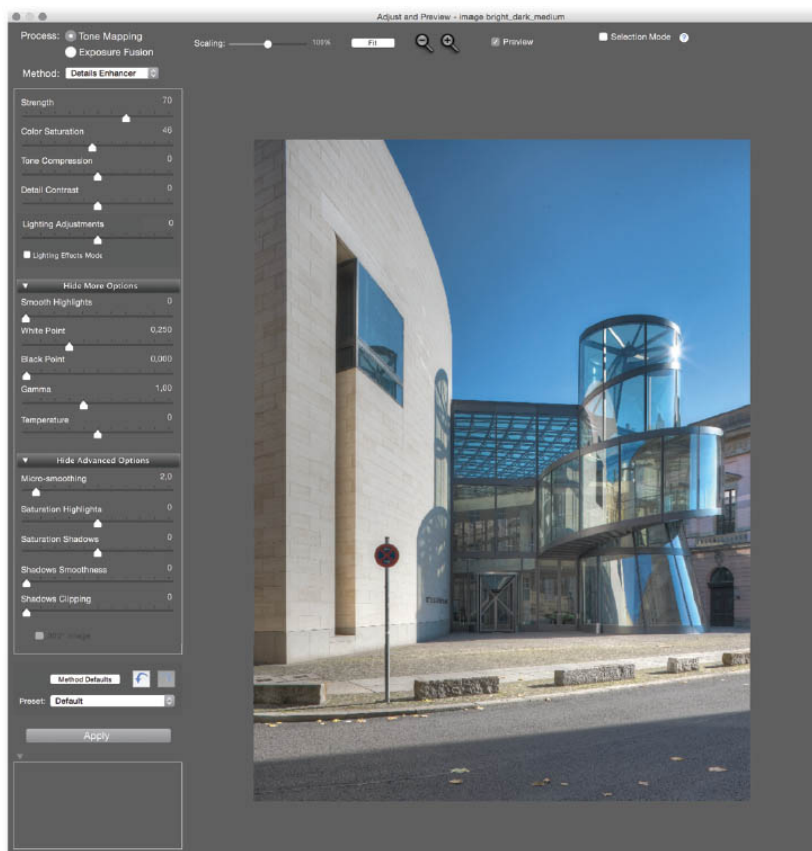 Adjust and Preview - image bright_dark_medium
Process: Tone Mapping
Exposure Fusion
Scaling: 100% Fit Preview Selection Mode ?
Method: Details Enhancer
Strength 70
Color Saturation 46
Tone Compression 0
Detail Contrast 0
Lighting Adjustments 0
Lighting Effects Mode
Hide More Options
Smooth Highlights 0
White Point 0,250
Black Point 0,000
Gamma 1,00
Temperature 0
Hide Advanced Options
Micro-smoothing 2,0
Saturation Highlights 0
Saturation Shadows 0
Shadows Smoothness 0
Shadows Clipping 0
360° image
Method Defaults
Preset: Default
Apply